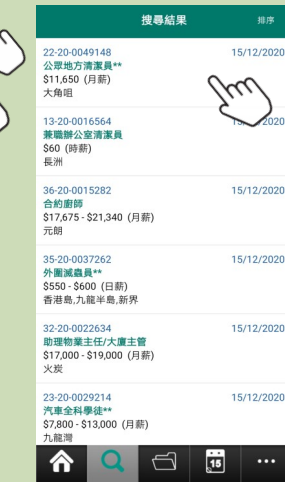 搜尋結果 排序
22-20-0049148 15/12/2020
公眾地方清潔員**
$11,650 (月薪)
大角咀
13-20-0016564 15/12/2020
兼職辦公室清潔員
$60 (時薪)
長洲
36-20-0015282 15/12/2020
合約廚師
$17,675 - $21,340 (月薪)
元朗
35-20-0037262 15/12/2020
外圍滅蟲員**
$550 - $600 (日薪)
香港島,九龍半島,新界
32-20-0022634 15/12/2020
助理物業主任/大廈主管
$17,000 - $19,000 (月薪)
火炭
23-20-0029214 15/12/2020
汽車全科學徒**
$7,800 - $13,000 (月薪)
九龍灣
15